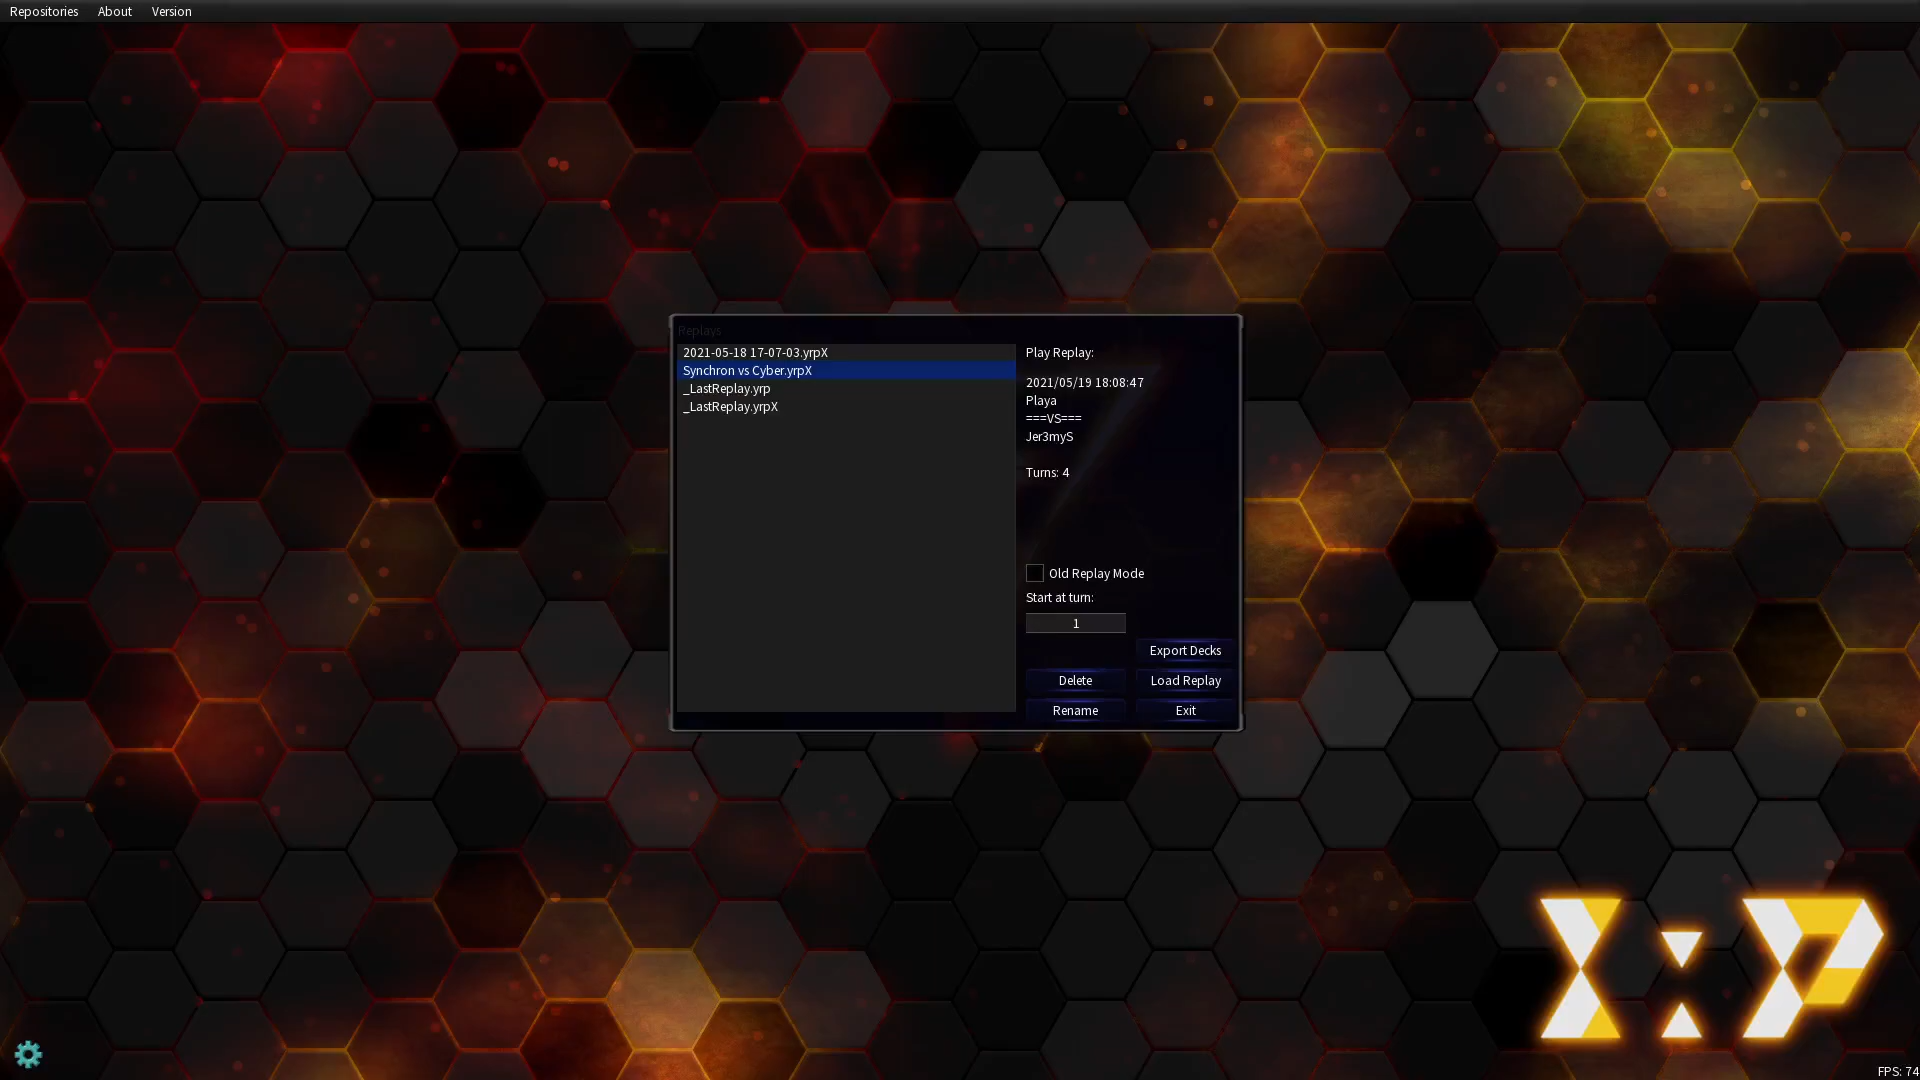 Repositories About Version
Replays
2021-05-18 17-07-03.yrpX
Synchron vs Cyber.yrpX
_LastReplay.yrp
_LastReplay.yrpX
Play Replay:
2021/05/19 18:08:47
Playa
===VS===
Jer3myS
Turns: 4
Old Replay Mode
Start at turn:
1
Export Decks
Delete Load Replay
Rename Exit
X:P
FPS: 74